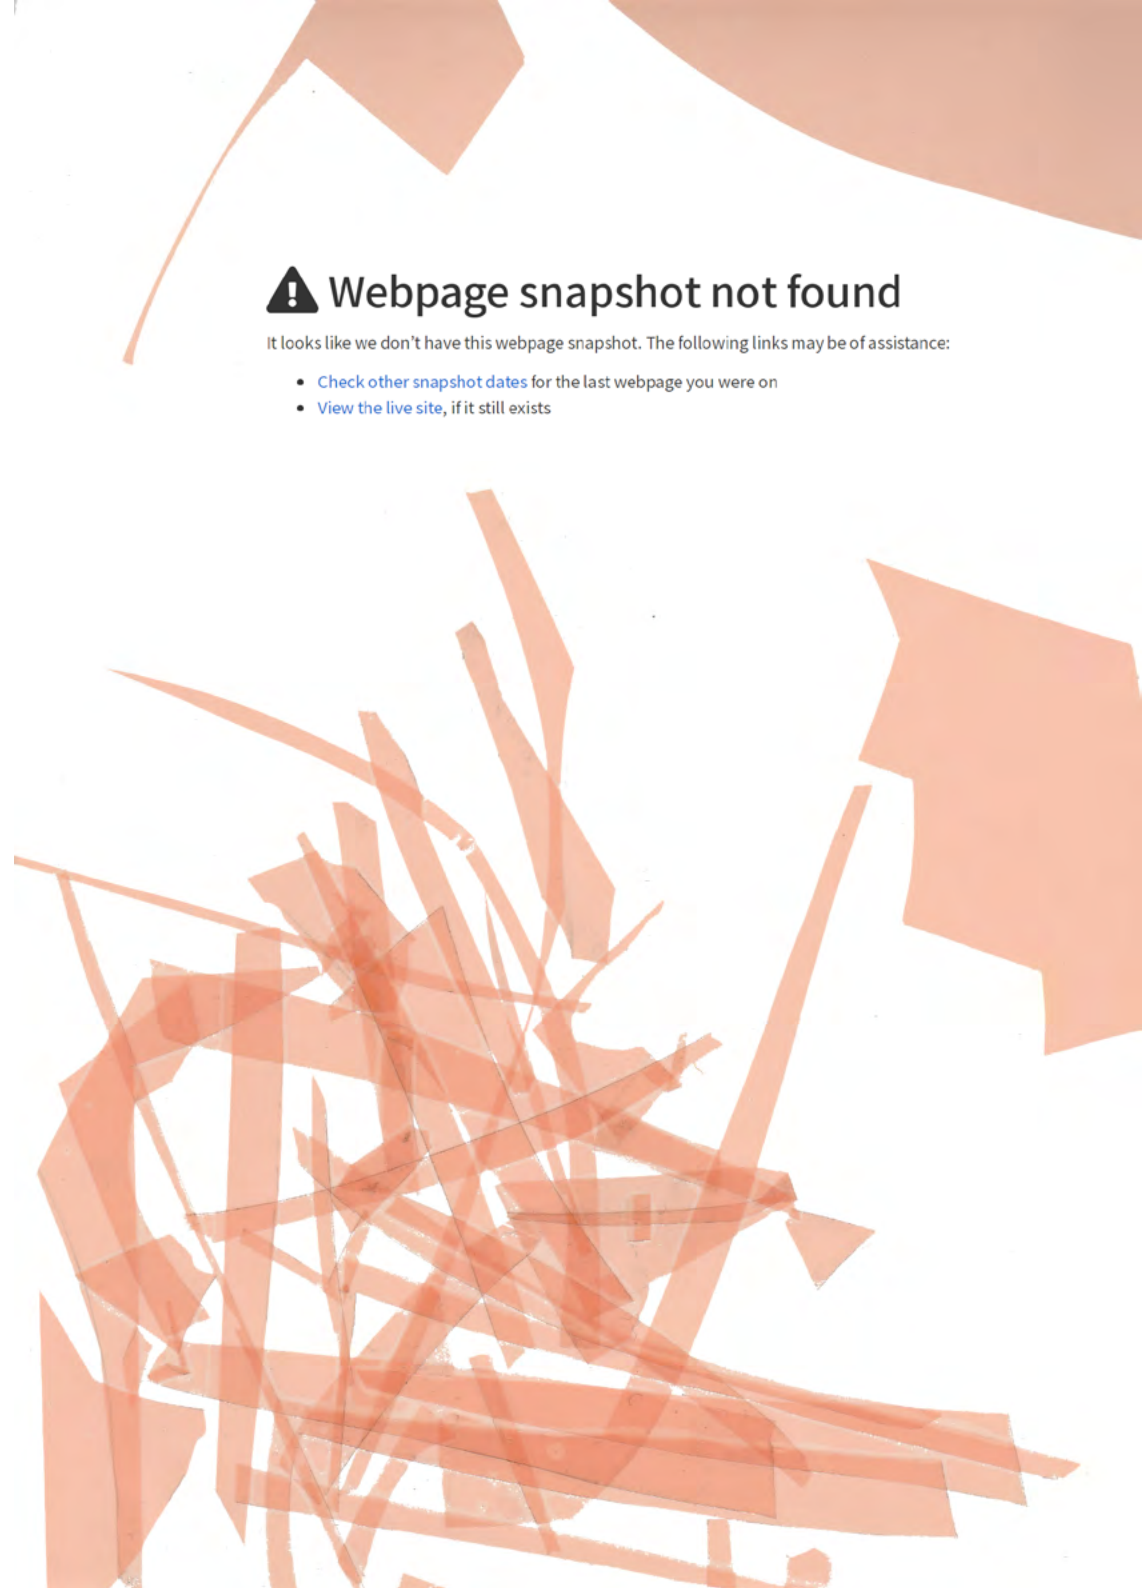 Webpage snapshot not found
It looks like we don't have this webpage snapshot. The following links may be of assistance:
• Check other snapshot dates for the last webpage you were on
• View the live site, if it still exists